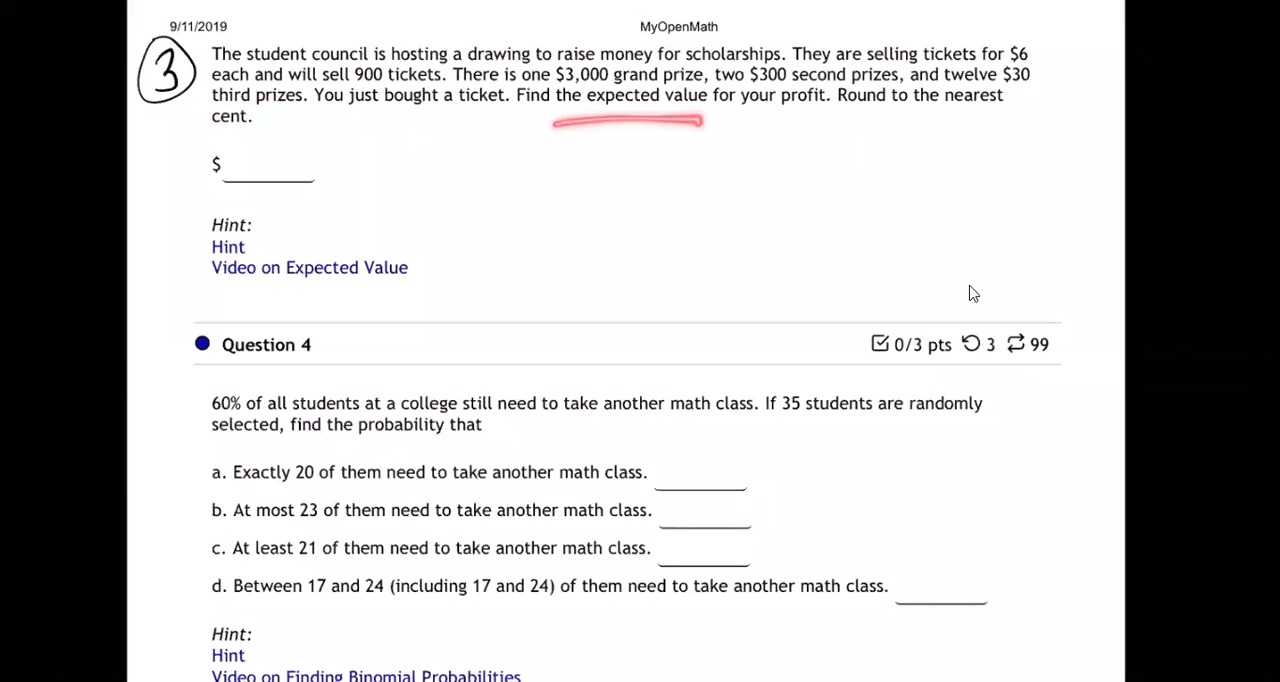 9/11/2019 MyOpenMath
3 The student council is hosting a drawing to raise money for scholarships. They are selling tickets for $6
each and will sell 900 tickets. There is one $3,000 grand prize, two $300 second prizes, and twelve $30
third prizes. You just bought a ticket. Find the expected value for your profit. Round to the nearest
cent.
$
Hint:
Hint
Video on Expected Value
Question 4 0/3 pts 3 99
60% of all students at a college still need to take another math class. If 35 students are randomly
selected, find the probability that
a. Exactly 20 of them need to take another math class.
b. At most 23 of them need to take another math class.
c. At least 21 of them need to take another math class.
d. Between 17 and 24 (including 17 and 24) of them need to take another math class.
Hint:
Hint
Video on Finding Binomial Probabilities